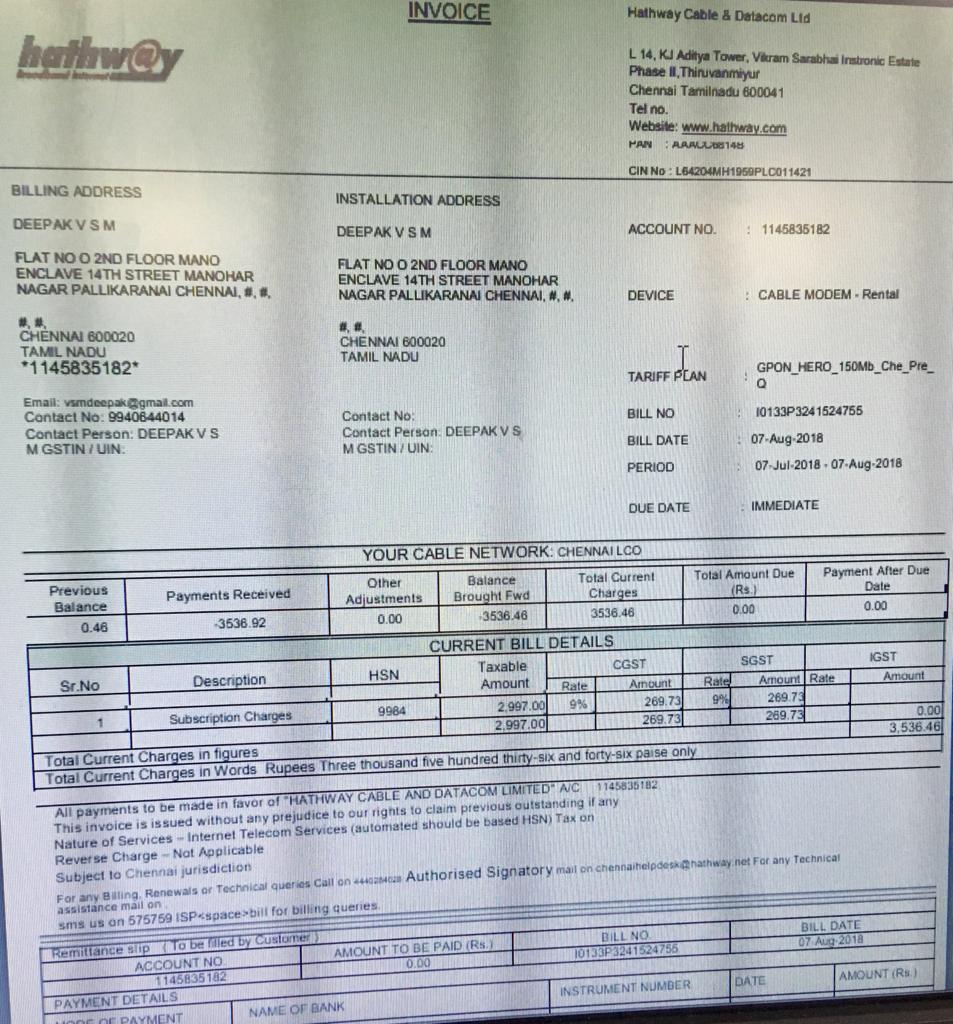 INVOICE
hathw@y
broadband internet
Hathway Cable & Datacom Ltd
L 14, KJ Aditya Tower, Vikram Sarabhai Instronic Estate
Phase II,Thiruvanmiyur
Chennai Tamilnadu 600041
Tel no.
Website: www.hathway.com
PAN :
CIN No : L64204MH1959PLC011421
BILLING ADDRESS
DEEPAK V S M
FLAT NO O 2ND FLOOR MANO
ENCLAVE 14TH STREET MANOHAR
NAGAR PALLIKARANAI CHENNAI, #, #,
#, #,
CHENNAI 600020
TAMIL NADU
*1145835182*
Email: vsmdeepak@gmail.com
Contact No: 9940644014
Contact Person: DEEPAK V S
M GSTIN / UIN:
INSTALLATION ADDRESS
DEEPAK V S M
FLAT NO O 2ND FLOOR MANO
ENCLAVE 14TH STREET MANOHAR
NAGAR PALLIKARANAI CHENNAI, #, #,
#, #,
CHENNAI 600020
TAMIL NADU
Contact No:
Contact Person: DEEPAK V S
M GSTIN / UIN:
ACCOUNT NO. : 1145835182
DEVICE : CABLE MODEM - Rental
TARIFF PLAN : GPON_HERO_150Mb_Che_Pre_
Q
BILL NO : I0133P3241524755
BILL DATE : 07-Aug-2018
PERIOD : 07-Jul-2018 - 07-Aug-2018
DUE DATE : IMMEDIATE
YOUR CABLE NETWORK: CHENNAI LCO
Previous Balance Payments Received Other Adjustments Balance Brought Fwd Total Current Charges Total Amount Due (Rs.) Payment After Due Date
0.46 -3536.92 0.00 -3536.46 3536.46 0.00 0.00
CURRENT BILL DETAILS
Sr.No Description HSN Taxable Amount CGST SGST IGST
Rate Amount Rate Amount Rate Amount
1 Subscription Charges 9984 2,997.00 9% 269.73 9% 269.73 0.00
2,997.00 269.73 269.73
Total Current Charges in figures 3,536.46
Total Current Charges in Words Rupees Three thousand five hundred thirty-six and forty-six paise only
All payments to be made in favor of "HATHWAY CABLE AND DATACOM LIMITED" A/C 1145835182
This invoice is issued without any prejudice to our rights to claim previous outstanding if any
Nature of Services – Internet Telecom Services (automated should be based HSN) Tax on
Reverse Charge – Not Applicable
Subject to Chennai jurisdiction
For any Billing, Renewals or Technical queries Call on Authorised Signatory mail on chennaihelpdesk@hathway.net For any Technical
assistance mail on .
sms us on 575759 ISP<space>bill for billing queries.
Remittance slip (To be filled by Customer)
ACCOUNT NO. AMOUNT TO BE PAID (Rs.) BILL NO. BILL DATE
1145835182 0.00 I0133P3241524755 07-Aug-2018
PAYMENT DETAILS
MODE OF PAYMENT NAME OF BANK INSTRUMENT NUMBER DATE AMOUNT (Rs.)